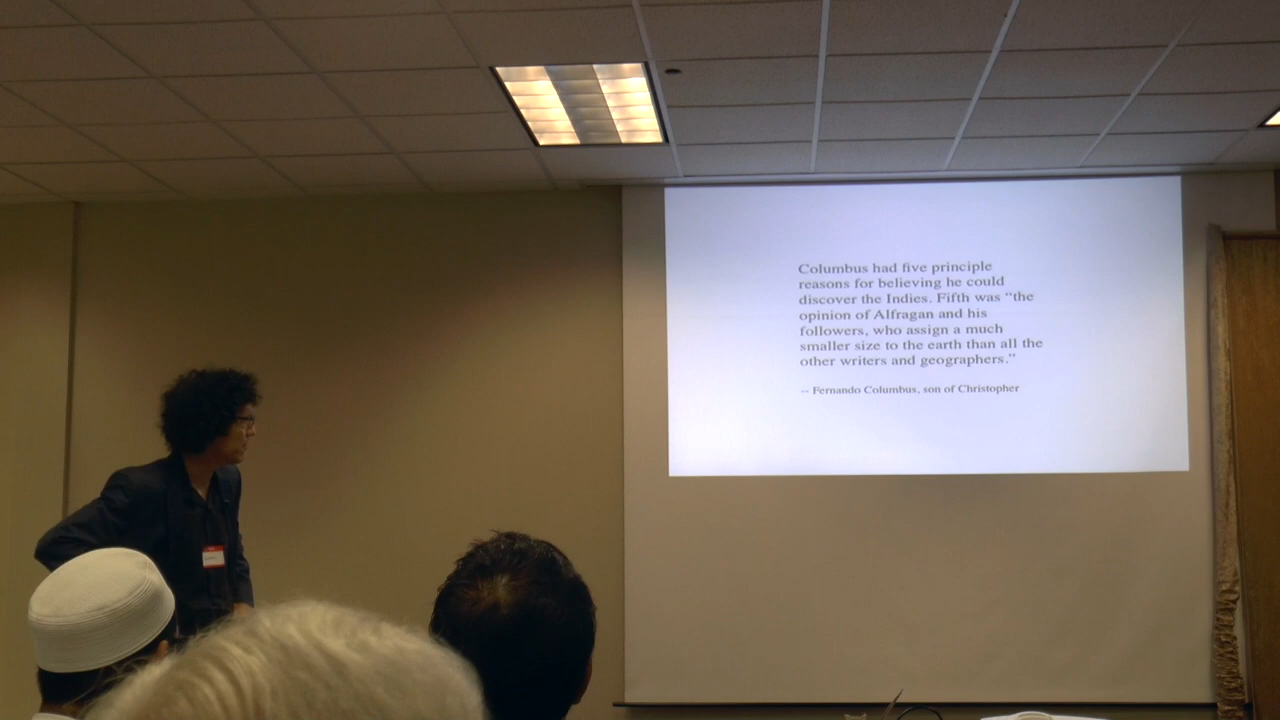 Columbus had five principle
reasons for believing he could
discover the Indies. Fifth was "the
opinion of Alfragan and his
followers, who assign a much
smaller size to the earth than all the
other writers and geographers."
-- Fernando Columbus, son of Christopher